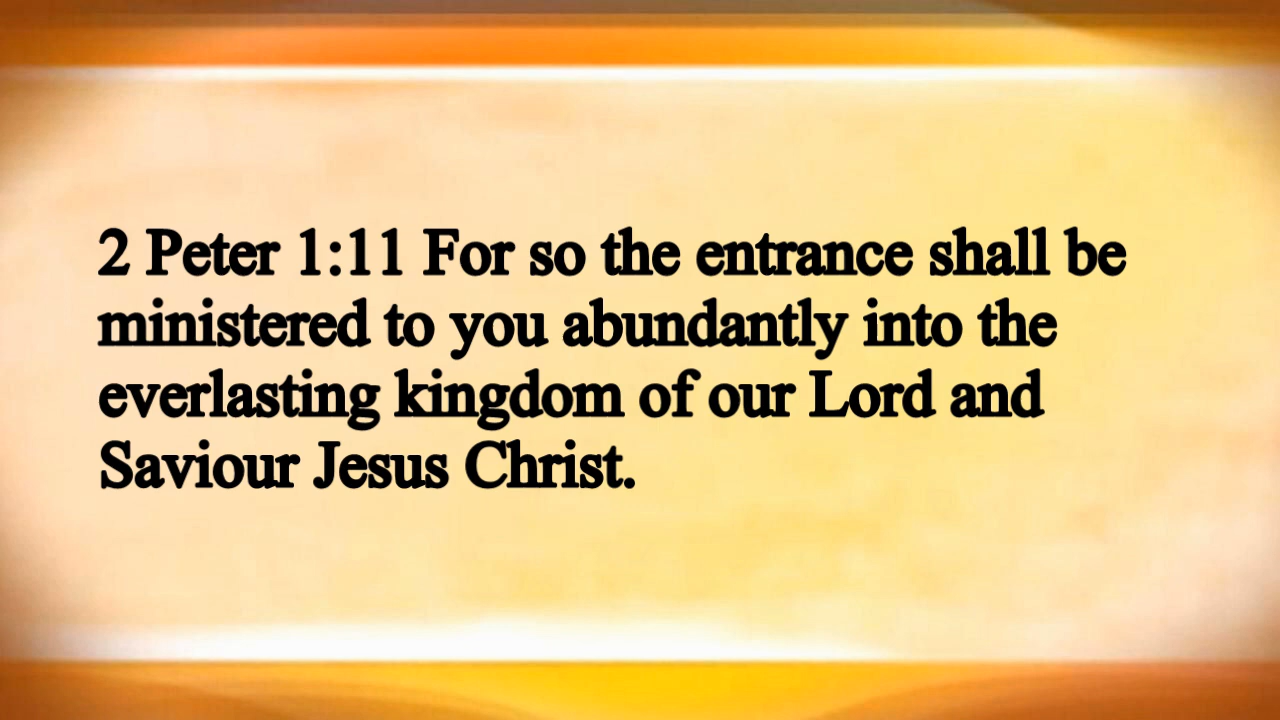 2 Peter 1:11 For so the entrance shall be
ministered to you abundantly into the
everlasting kingdom of our Lord and
Saviour Jesus Christ.